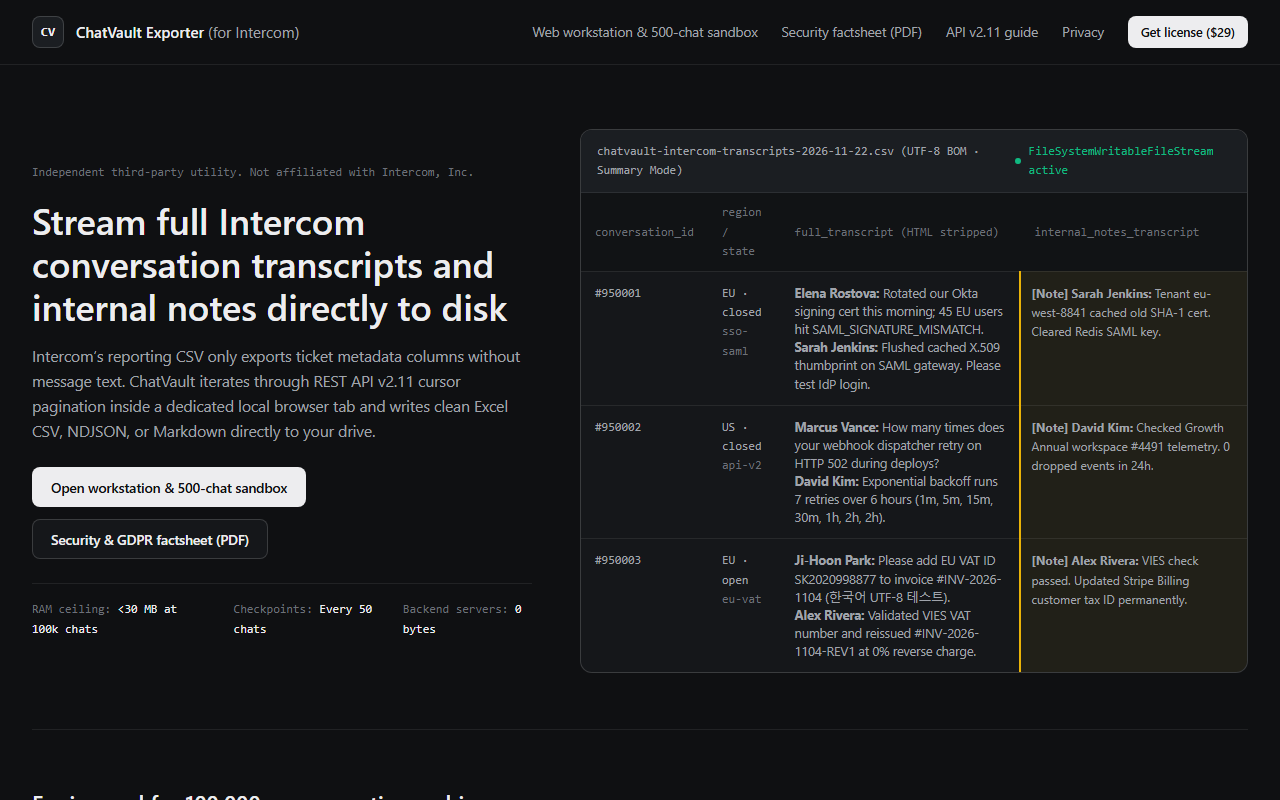 CV ChatVault Exporter (for Intercom) Web workstation & 500-chat sandbox Security factsheet (PDF) API v2.11 guide Privacy Get license ($29)
Independent third-party utility. Not affiliated with Intercom, Inc.
Stream full Intercom
conversation transcripts and
internal notes directly to disk
Intercom's reporting CSV only exports ticket metadata columns without
message text. ChatVault iterates through REST API v2.11 cursor
pagination inside a dedicated local browser tab and writes clean Excel
CSV, NDJSON, or Markdown directly to your drive.
Open workstation & 500-chat sandbox
Security & GDPR factsheet (PDF)
RAM ceiling: <30 MB at
100k chats
Checkpoints: Every 50
chats
Backend servers: 0
bytes
chatvault-intercom-transcripts-2026-11-22.csv (UTF-8 BOM ·
Summary Mode)
FileSystemWritableFileStream
active
conversation_id
region
/
state
full_transcript (HTML stripped)
internal_notes_transcript
#950001
EU ·
closed
sso-
saml
Elena Rostova: Rotated our Okta
signing cert this morning; 45 EU users
hit SAML_SIGNATURE_MISMATCH.
Sarah Jenkins: Flushed cached X.509
thumbprint on SAML gateway. Please
test IdP login.
[Note] Sarah Jenkins: Tenant eu-
west-8841 cached old SHA-1 cert.
Cleared Redis SAML key.
#950002
US ·
closed
api-v2
Marcus Vance: How many times does
your webhook dispatcher retry on
HTTP 502 during deploys?
David Kim: Exponential backoff runs
7 retries over 6 hours (1m, 5m, 15m,
30m, 1h, 2h, 2h).
[Note] David Kim: Checked Growth
Annual workspace #4491 telemetry. 0
dropped events in 24h.
#950003
EU ·
open
eu-vat
Ji-Hoon Park: Please add EU VAT ID
SK2020998877 to invoice #INV-2026-
1104 (한국어 UTF-8 테스트).
Alex Rivera: Validated VIES VAT
number and reissued #INV-2026-
1104-REV1 at 0% reverse charge.
[Note] Alex Rivera: VIES check
passed. Updated Stripe Billing
customer tax ID permanently.